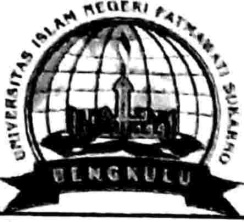 UNIVERSITAS ISLAM NEGERI FATMAWATI SUKARNO
BENGKULU